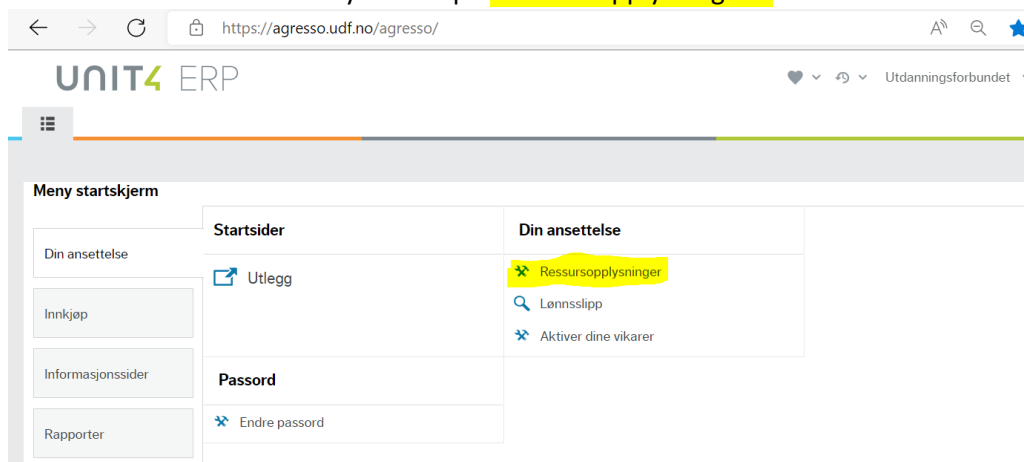 https://agresso.udf.no/agresso/
UNIT4 ERP
Utdanningsforbundet
Meny startskjerm
Din ansettelse
Innkjøp
Informasjonssider
Rapporter
Startsider
Utlegg
Passord
Endre passord
Din ansettelse
Ressursopplysninger
Lønnsslipp
Aktiver dine vikarer